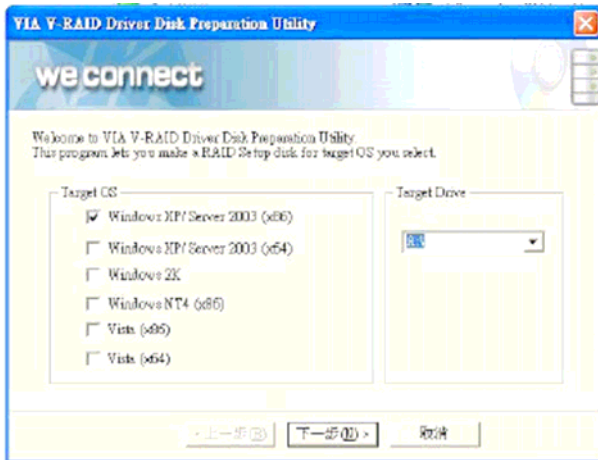 VIA V-RAID Driver Disk Preparation Utility
we connect
Welcome to VIA V-RAID Driver Disk Preparation Utility.
This program lets you make a RAID Setup disk for target OS you select.
Target OS
Windows XP/ Server 2003 (x86)
Windows XP/ Server 2003 (x64)
Windows 2K
Windows NT4 (x86)
Vista (x86)
Vista (x64)
Target Drive
<上一步(B)
下一步(N)>
取消